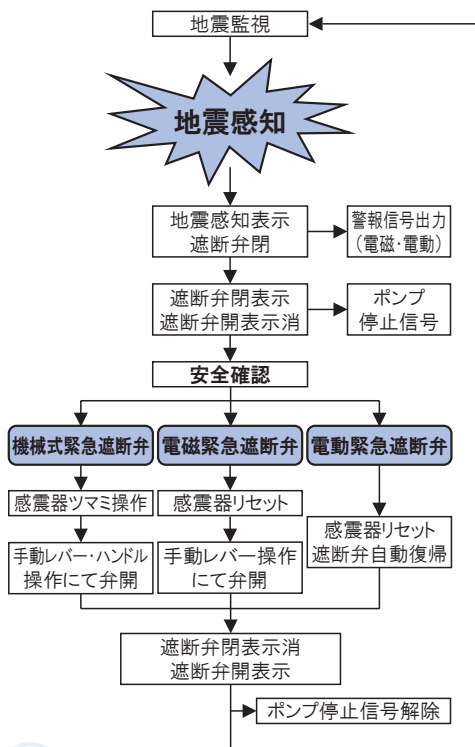 地震監視
地震感知
地震感知表示
遮断弁閉
警報信号出力
(電磁・電動)
遮断弁閉表示
遮断弁開表示消
ポンプ
停止信号
安全確認
機械式緊急遮断弁
電磁緊急遮断弁
電動緊急遮断弁
感震器ツマミ操作
感震器リセット
手動レバー・ハンドル
操作にて弁開
手動レバー操作
にて弁開
感震器リセット
遮断弁自動復帰
遮断弁閉表示消
遮断弁開表示
ポンプ停止信号解除